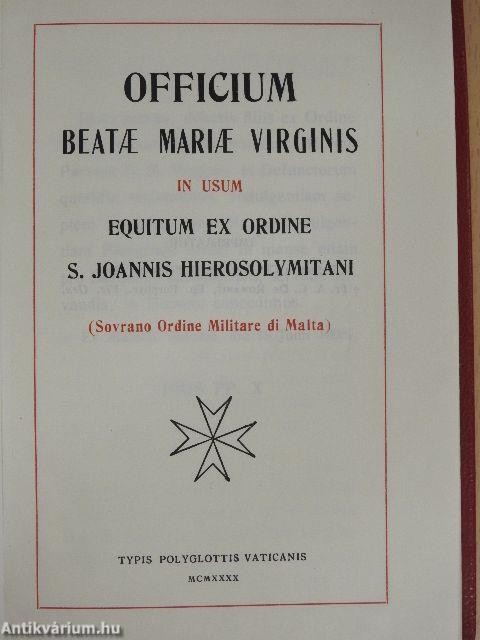 OFFICIUM
BEATÆ MARIÆ VIRGINIS
IN USUM
EQUITUM EX ORDINE
S. JOANNIS HIEROSOLYMITANI
(Sovrano Ordine Militare di Malta)
TYPIS POLYGLOTTIS VATICANIS
MCMXXXX
Antikvárium.hu